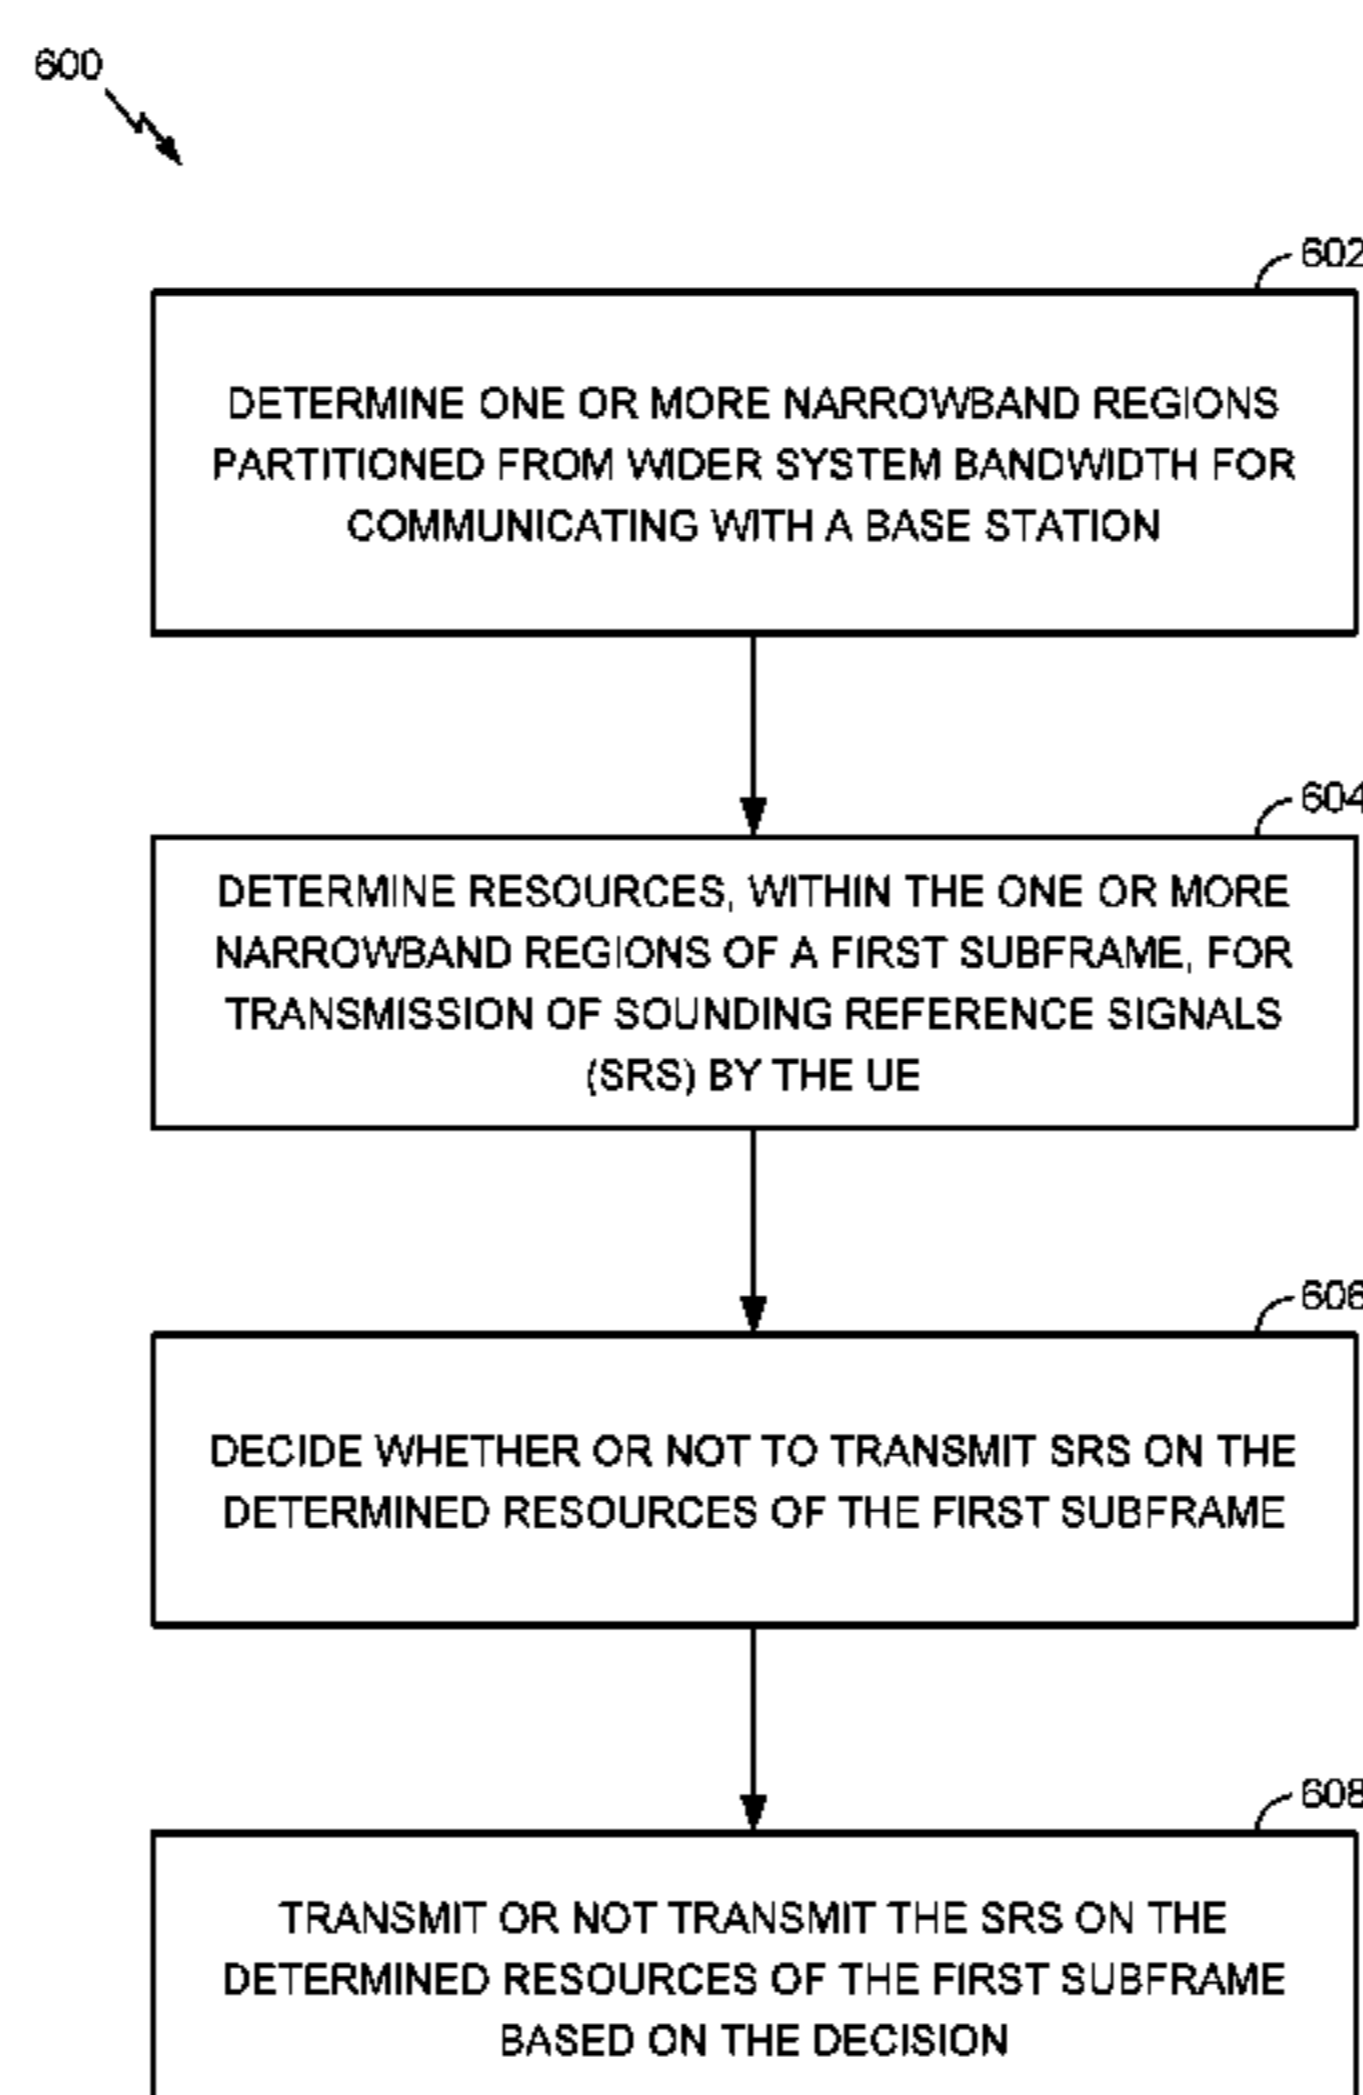 600
602
DETERMINE ONE OR MORE NARROWBAND REGIONS
PARTITIONED FROM WIDER SYSTEM BANDWIDTH FOR
COMMUNICATING WITH A BASE STATION
604
DETERMINE RESOURCES, WITHIN THE ONE OR MORE
NARROWBAND REGIONS OF A FIRST SUBFRAME, FOR
TRANSMISSION OF SOUNDING REFERENCE SIGNALS
(SRS) BY THE UE
606
DECIDE WHETHER OR NOT TO TRANSMIT SRS ON THE
DETERMINED RESOURCES OF THE FIRST SUBFRAME
608
TRANSMIT OR NOT TRANSMIT THE SRS ON THE
DETERMINED RESOURCES OF THE FIRST SUBFRAME
BASED ON THE DECISION